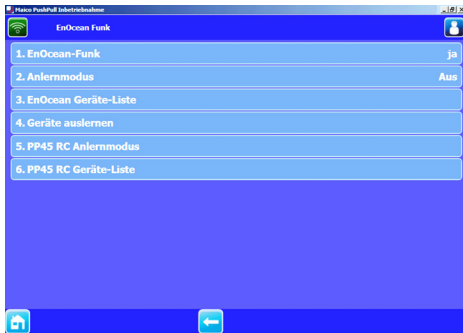 Maico PushPull Inbetriebnahme
EnOcean Funk
1. EnOcean-Funk ja
2. Anlernmodus Aus
3. EnOcean Geräte-Liste
4. Geräte auslernen
5. PP45 RC Anlernmodus
6. PP45 RC Geräte-Liste